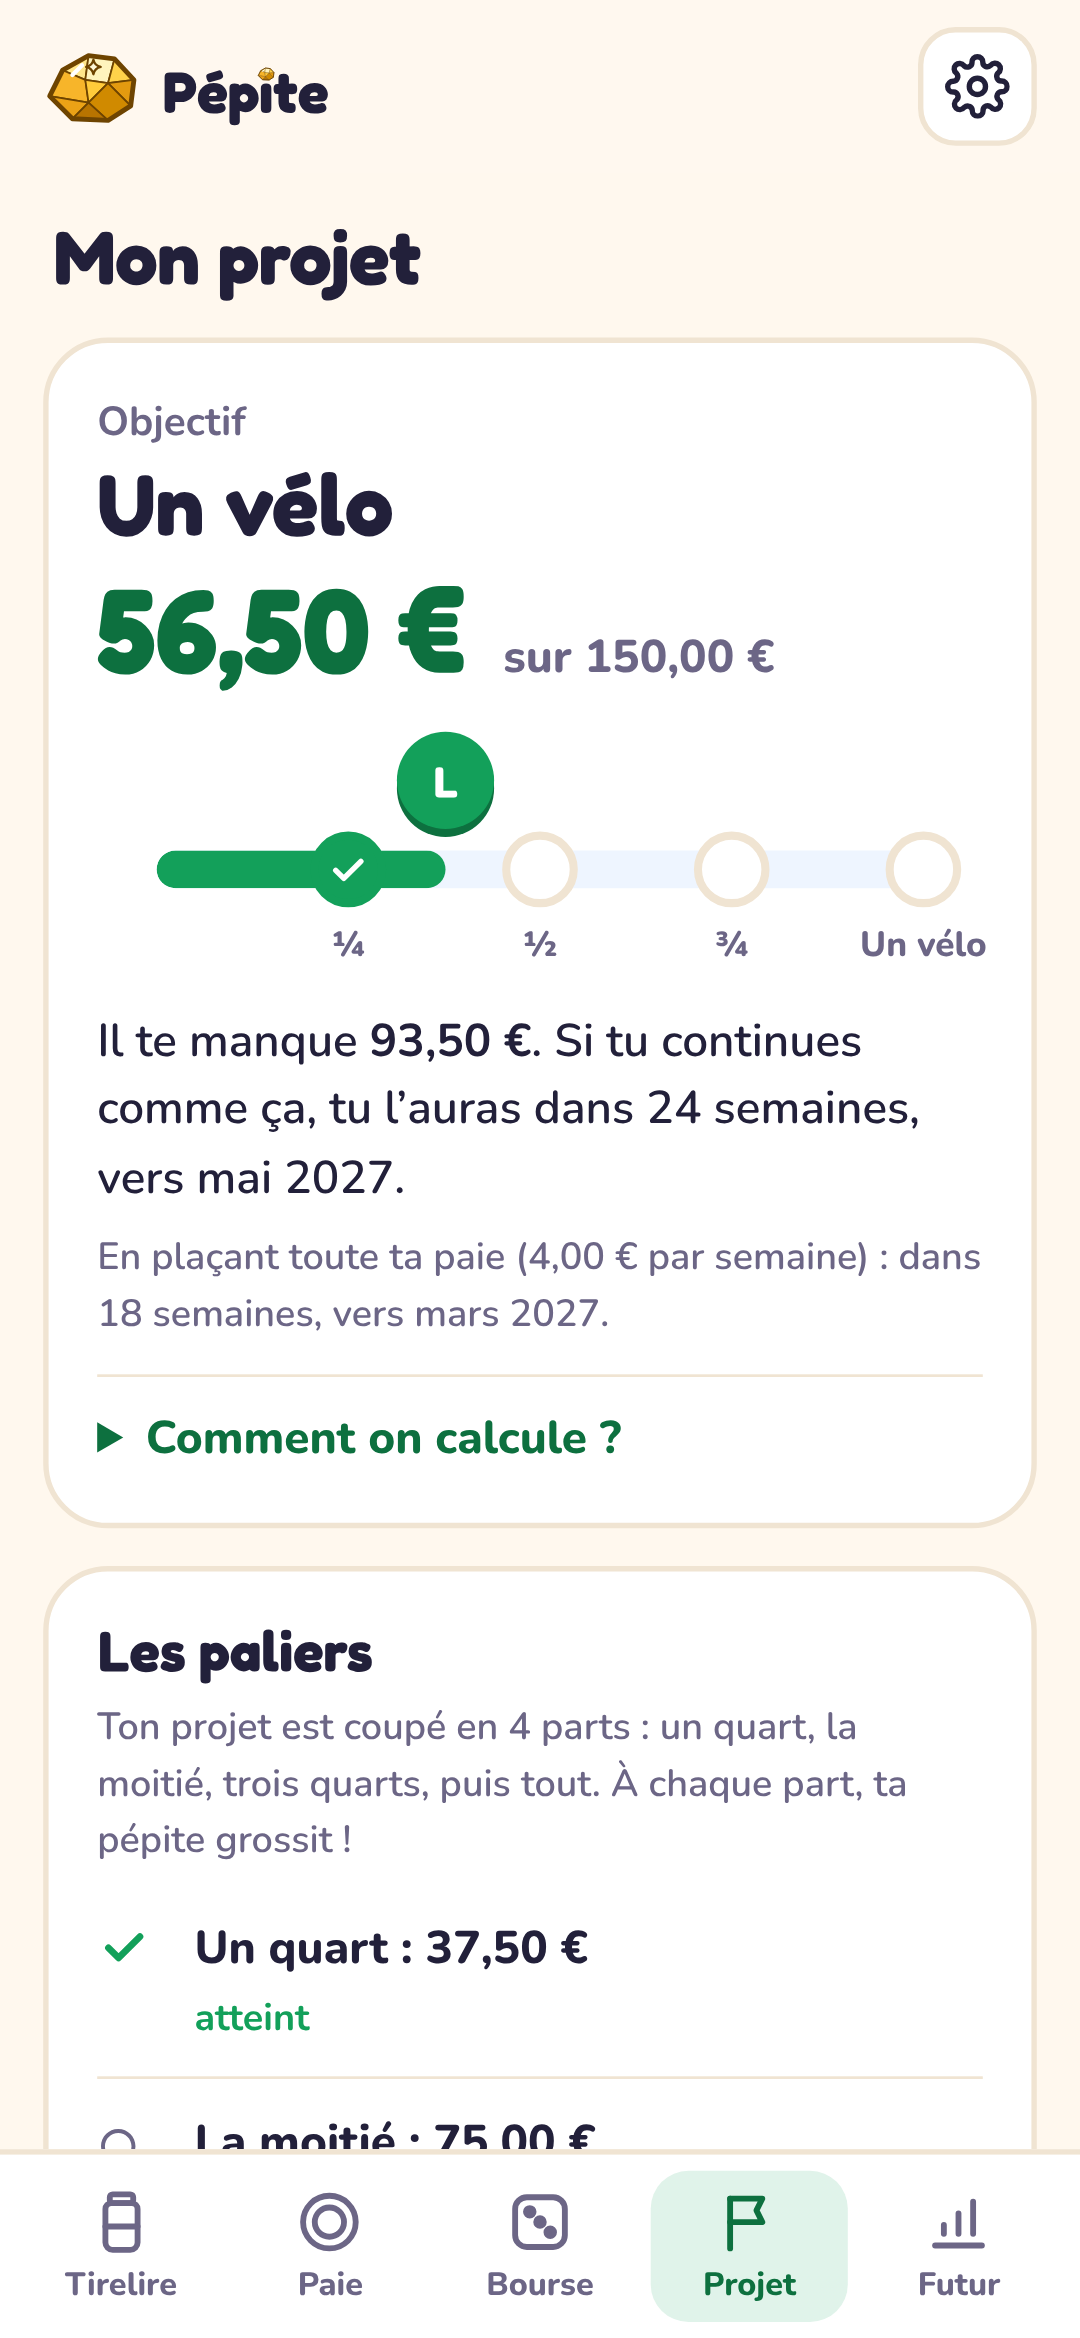 Pépite
Mon projet
Objectif
Un vélo
56,50 € sur 150,00 €
L
¼ ½ ¾ Un vélo
Il te manque 93,50 €. Si tu continues
comme ça, tu l’auras dans 24 semaines,
vers mai 2027.
En plaçant toute ta paie (4,00 € par semaine) : dans
18 semaines, vers mars 2027.
Comment on calcule ?
Les paliers
Ton projet est coupé en 4 parts : un quart, la
moitié, trois quarts, puis tout. À chaque part, ta
pépite grossit !
Un quart : 37,50 €
atteint
La moitié : 75,00 €
Tirelire Paie Bourse Projet Futur